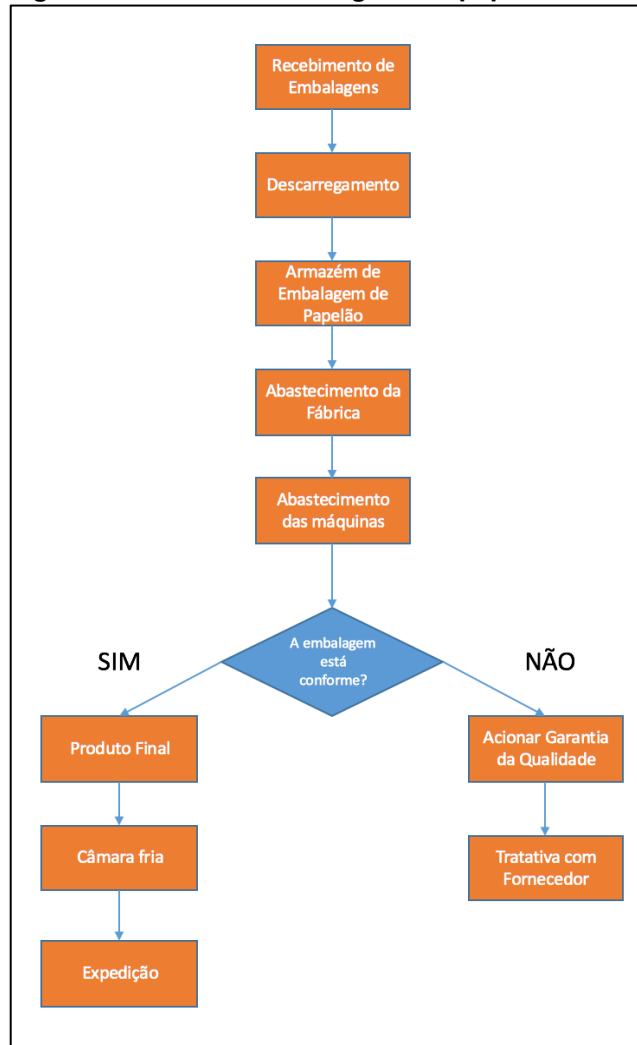 Recebimento de
Embalagens
Descarregamento
Armazém de
Embalagem de
Papelão
Abastecimento da
Fábrica
Abastecimento
das máquinas
A embalagem
está
conforme?
SIM
NÃO
Produto Final
Acionar Garantia
da Qualidade
Câmara fria
Tratativa com
Fornecedor
Expedição